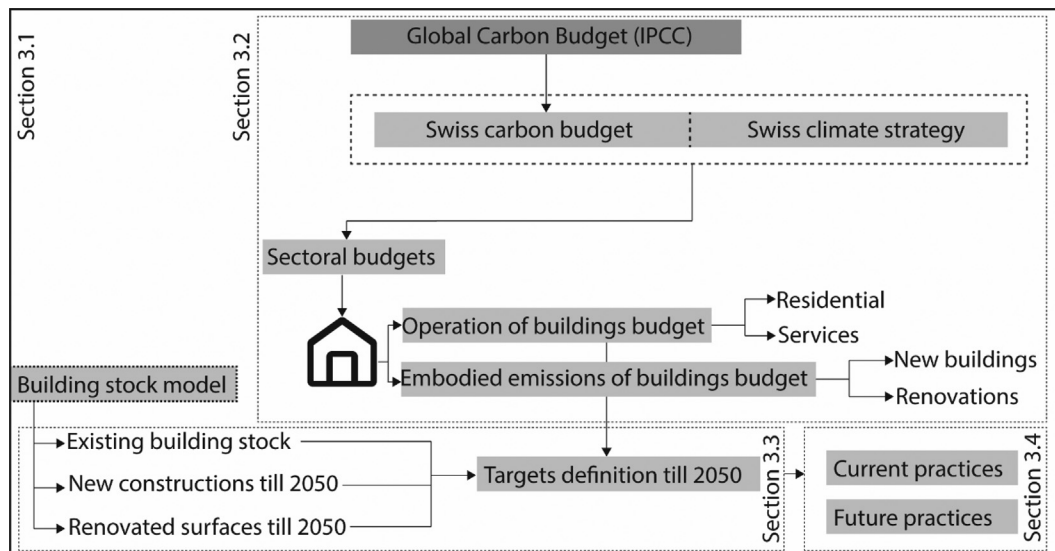 Section 3.1
Section 3.2
Global Carbon Budget (IPCC)
Swiss carbon budget
Swiss climate strategy
Sectoral budgets
Operation of buildings budget
Residential
Services
Embodied emissions of buildings budget
New buildings
Renovations
Building stock model
Existing building stock
New constructions till 2050
Renovated surfaces till 2050
Targets definition till 2050
Section 3.3
Current practices
Future practices
Section 3.4